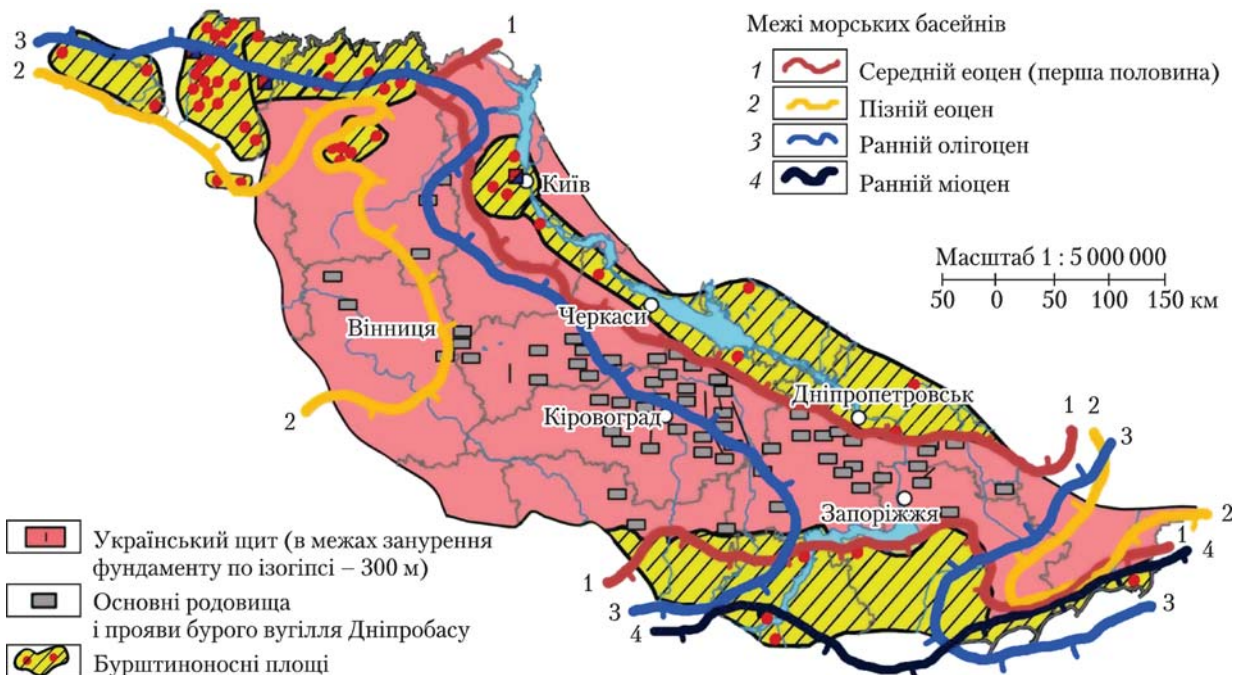 Межі морських басейнів
1 Середній еоцен (перша половина)
2 Пізній еоцен
3 Ранній олігоцен
4 Ранній міоцен
Масштаб 1 : 5 000 000
50 0 50 100 150 км
3
2
1
Київ
Черкаси
Вінниця
Дніпропетровськ
Кіровоград
2
1
2
3
Запоріжжя
2
1
4
1
3
4
3
Український щит (в межах занурення
фундаменту по ізогіпсі – 300 м)
Основні родовища
і прояви бурого вугілля Дніпробасу
Бурштиноносні площі